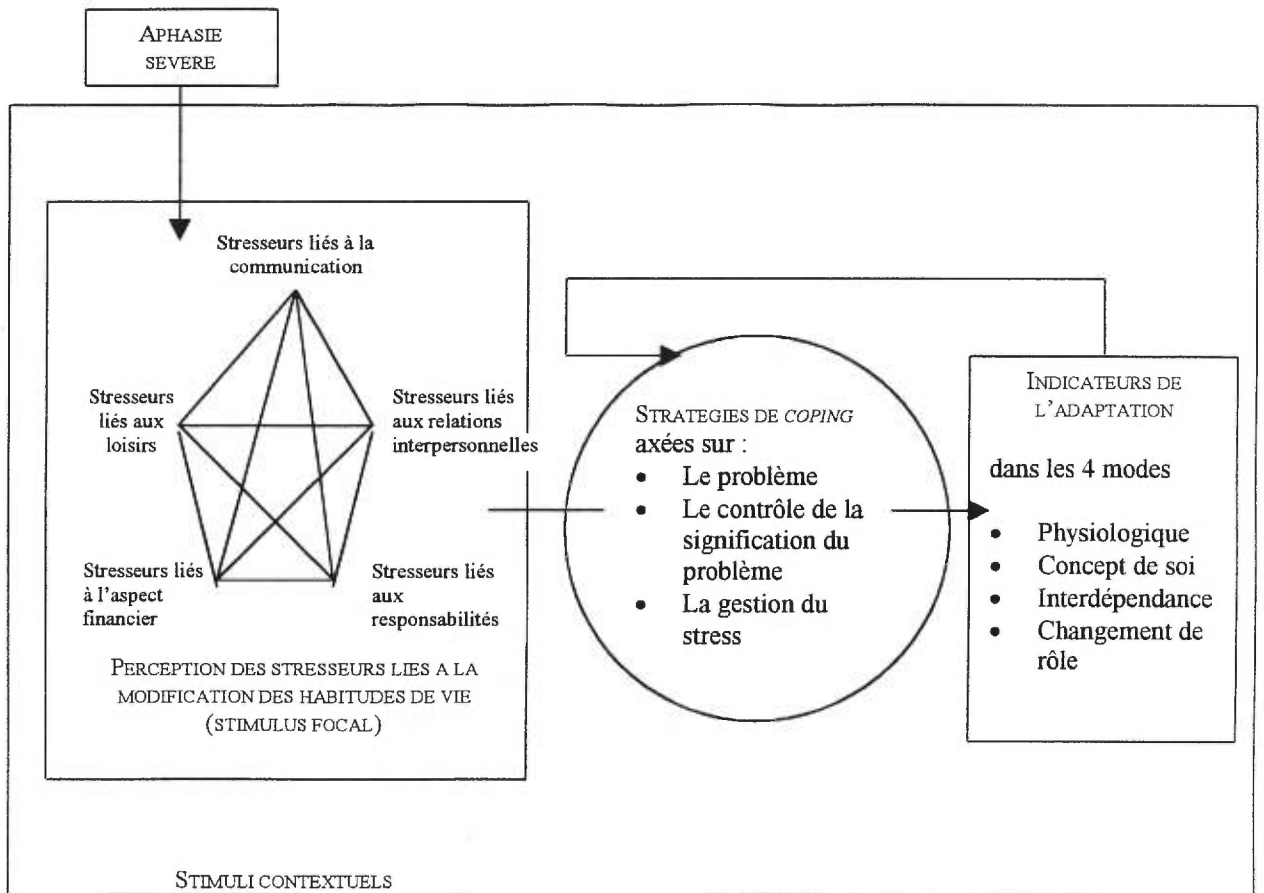 APHASIE
SEVERE
Stresseurs liés à la
communication
Stresseurs
liés aux
loisirs
Stresseurs liés
aux relations
interpersonnelles
Stresseurs liés
à l'aspect
financier
Stresseurs liés
aux
responsabilités
PERCEPTION DES STRESSEURS LIES A LA
MODIFICATION DES HABITUDES DE VIE
(STIMULUS FOCAL)
STRATEGIES DE coping
axées sur :
• Le problème
• Le contrôle de la
signification du
problème
• La gestion du
stress
INDICATEURS DE
L'ADAPTATION
dans les 4 modes
• Physiologique
• Concept de soi
• Interdépendance
• Changement de
rôle
STIMULI CONTEXTUELS